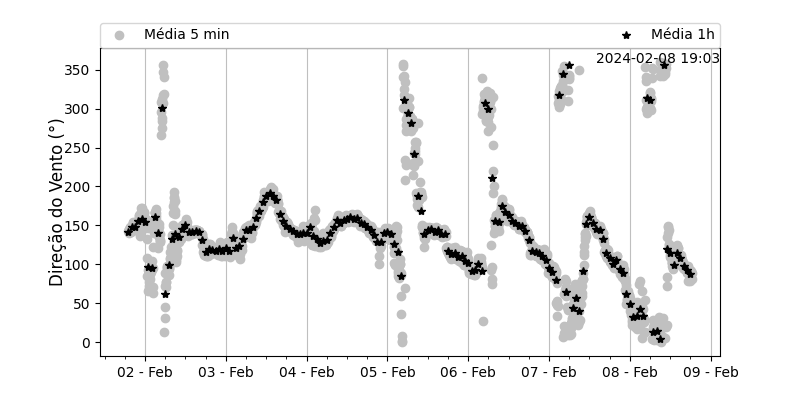 Média 5 min
Média 1h
2024-02-08 19:03
Direção do Vento (°)
350
300
250
200
150
100
50
0
02 - Feb
03 - Feb
04 - Feb
05 - Feb
06 - Feb
07 - Feb
08 - Feb
09 - Feb